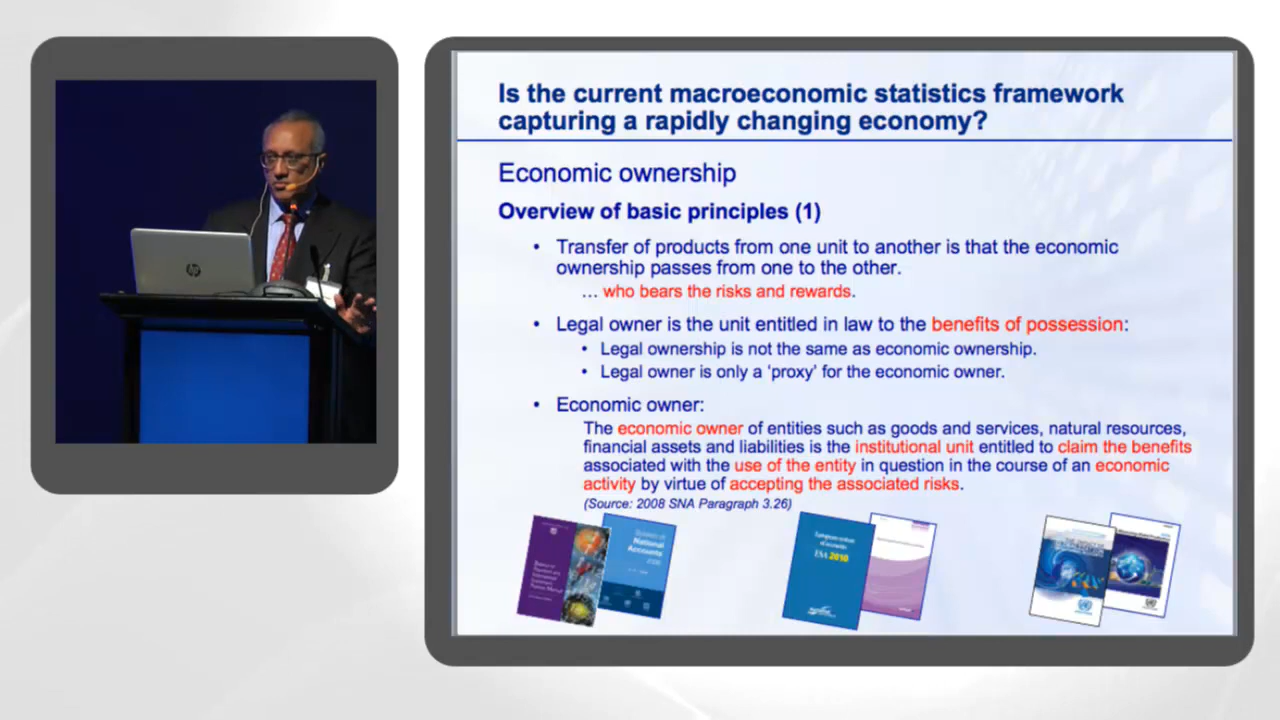 Is the current macroeconomic statistics framework
capturing a rapidly changing economy?
Economic ownership
Overview of basic principles (1)
• Transfer of products from one unit to another is that the economic
ownership passes from one to the other.
... who bears the risks and rewards.
• Legal owner is the unit entitled in law to the benefits of possession:
• Legal ownership is not the same as economic ownership.
• Legal owner is only a ‘proxy’ for the economic owner.
• Economic owner:
The economic owner of entities such as goods and services, natural resources,
financial assets and liabilities is the institutional unit entitled to claim the benefits
associated with the use of the entity in question in the course of an economic
activity by virtue of accepting the associated risks.
(Source: 2008 SNA Paragraph 3.26)
National
Accounts
European system
of accounts
ESA 2010
hp